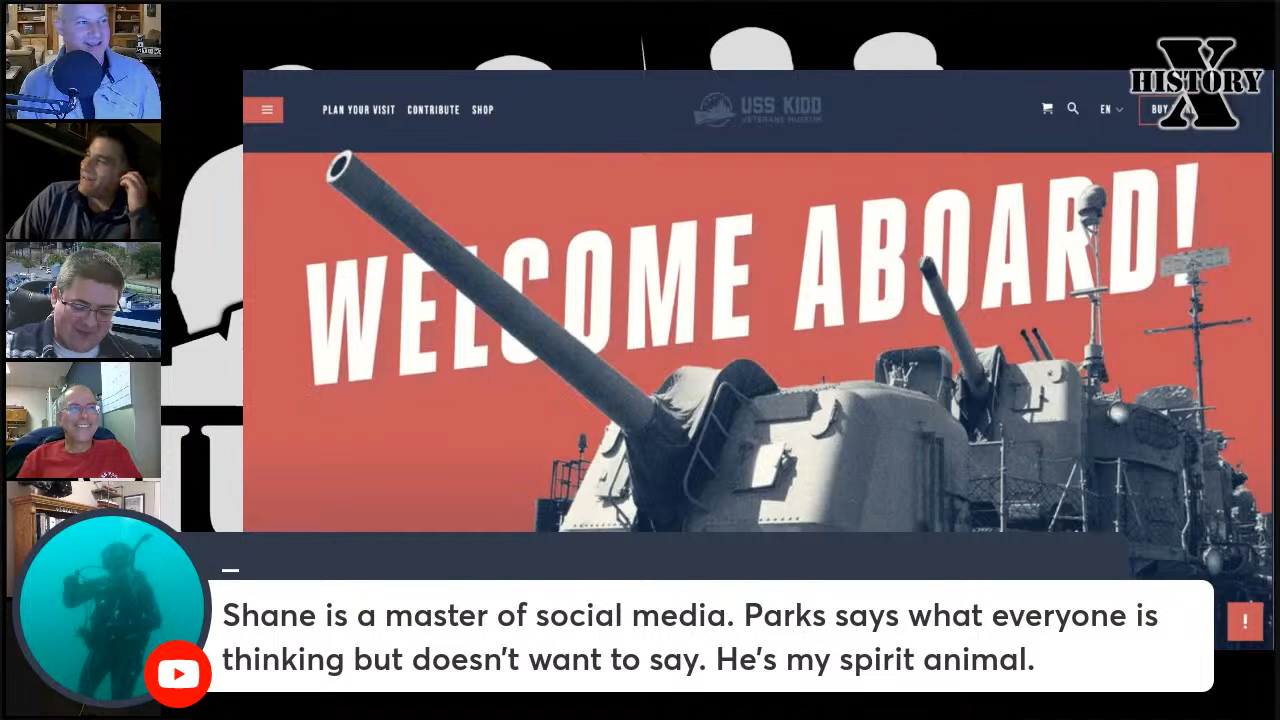 X
HISTORY
PLAN YOUR VISIT CONTRIBUTE SHOP
USS KIDD
VETERANS MUSEUM
EN
BUY
WELCOME ABOARD!
Shane is a master of social media. Parks says what everyone is
thinking but doesn't want to say. He's my spirit animal.
!